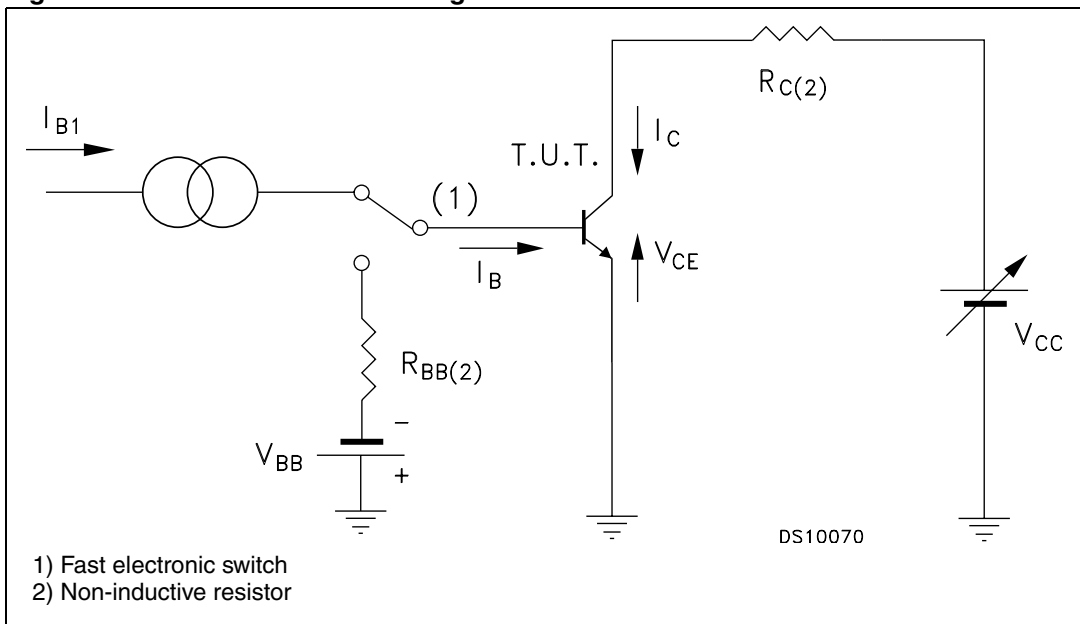 I_B1
(1)
T.U.T.
I_C
R_C(2)
I_B
V_CE
R_BB(2)
V_CC
V_BB
−
+
DS10070
1) Fast electronic switch
2) Non-inductive resistor